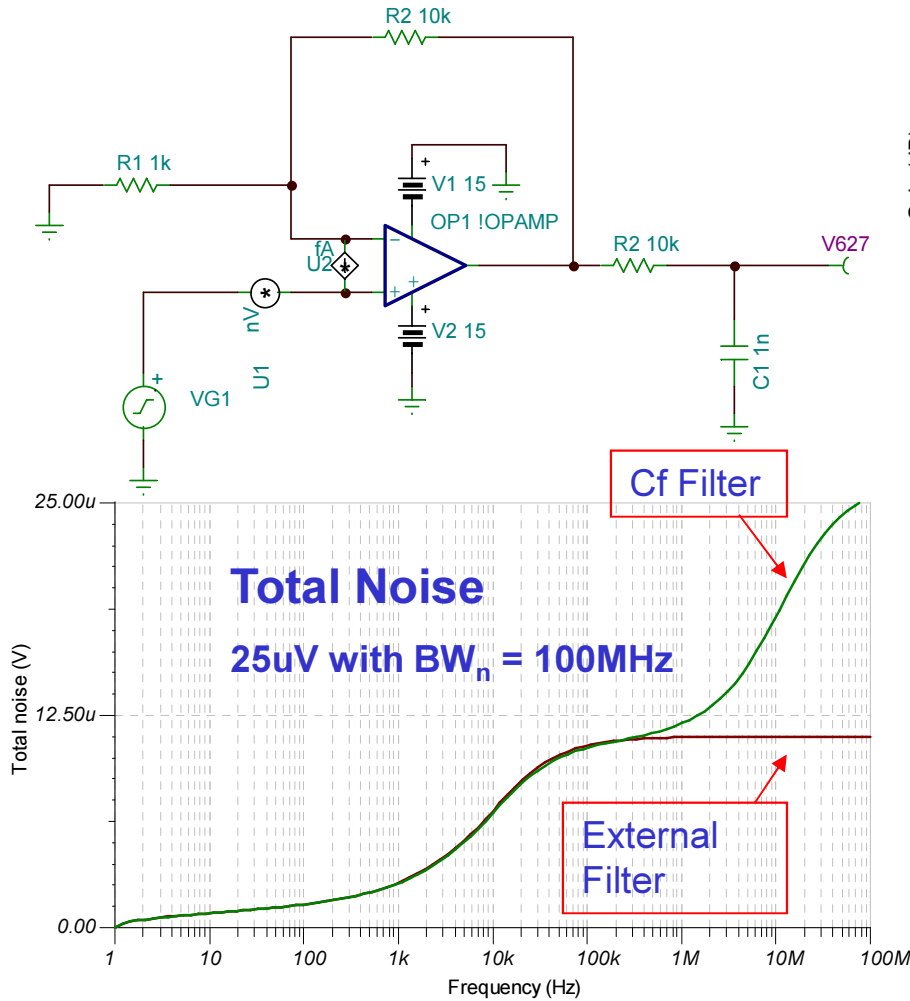 R2 10k
R1 1k
V1 15
OP1 !OPAMP
fA
U2
R2 10k
V627
nV
U1
VG1
V2 15
C1 1n
+
+
+
+
+
-
*
*
Cf Filter
25.00u
Total Noise
25uV with BWn = 100MHz
Total noise (V)
12.50u
External
Filter
0.00
1 10 100 1k 10k 100k 1M 10M 100M
Frequency (Hz)